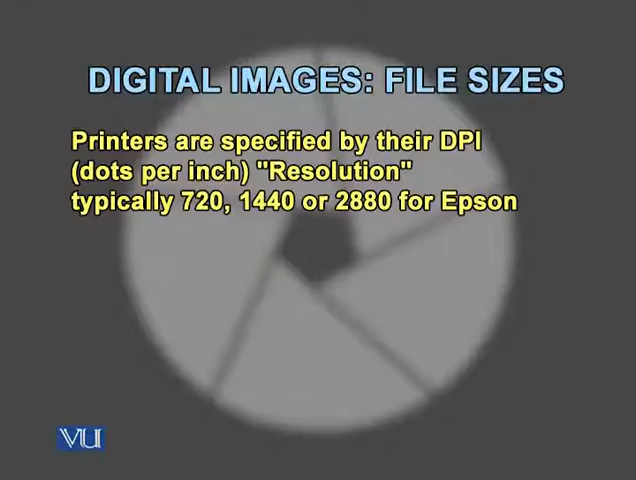 DIGITAL IMAGES: FILE SIZES
Printers are specified by their DPI
(dots per inch) "Resolution"
typically 720, 1440 or 2880 for Epson
VU